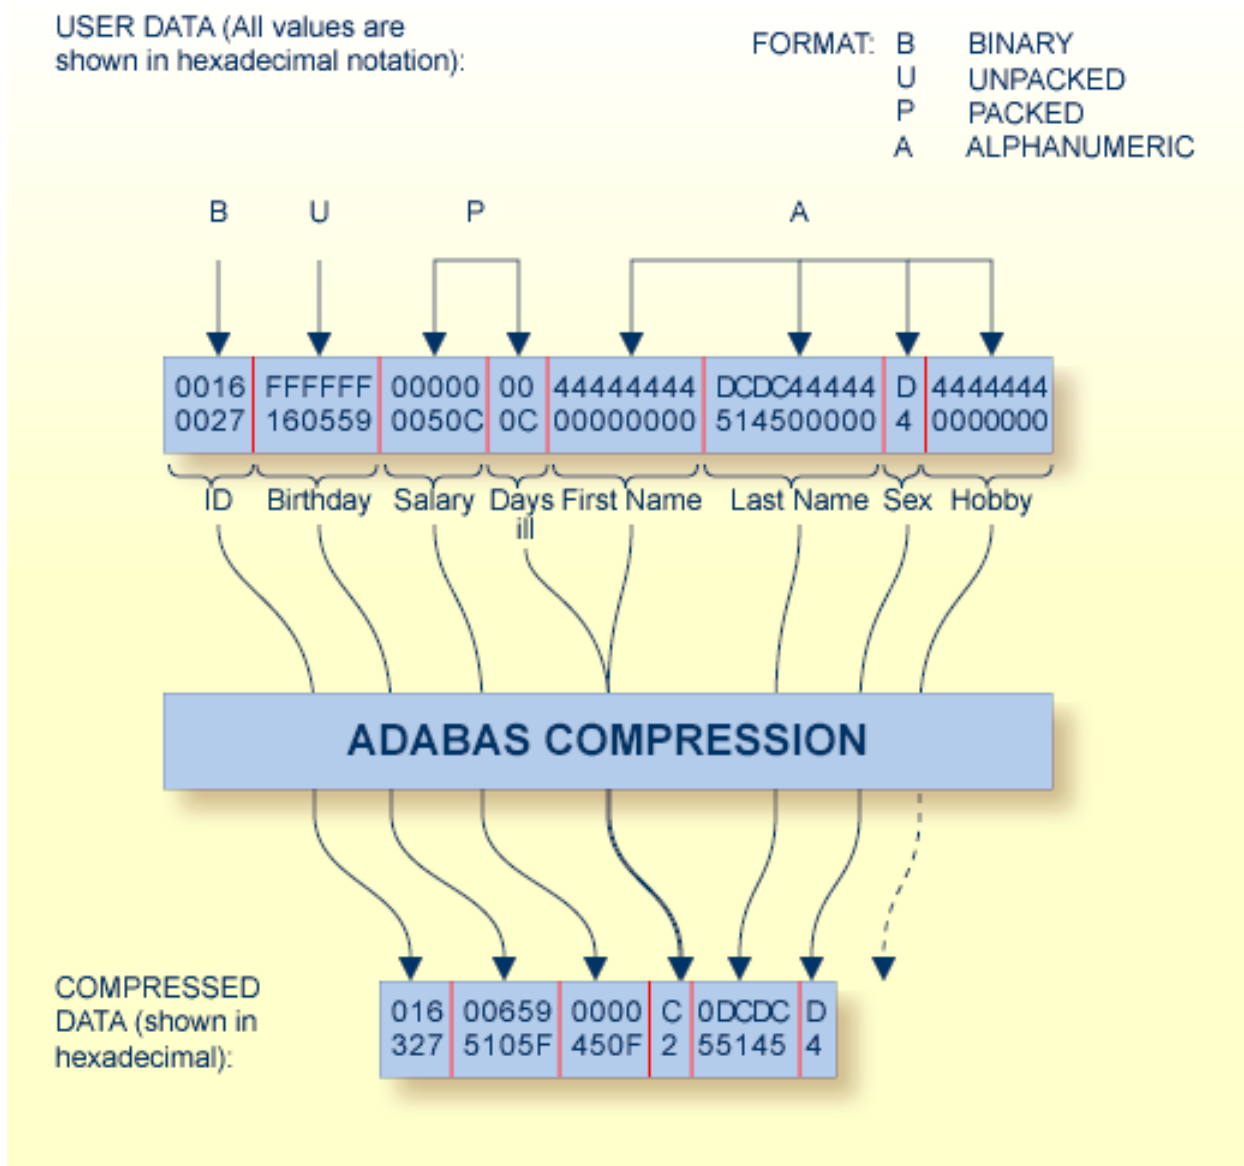 USER DATA (All values are
shown in hexadecimal notation):
FORMAT: B BINARY
U UNPACKED
P PACKED
A ALPHANUMERIC
B U P A
0016 FFFFFF 00000 00 44444444 DCDC44444 D 4444444
0027 160559 0050C 0C 00000000 514500000 4 0000000
ID Birthday Salary Days First Name Last Name Sex Hobby
ill
ADABAS COMPRESSION
COMPRESSED
DATA (shown in
hexadecimal):
016 00659 0000 C 0DCDC D
327 5105F 450F 2 55145 4